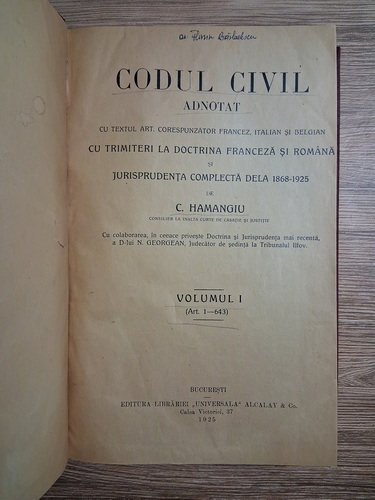 CODUL CIVIL
ADNOTAT
CU TEXTUL ART. CORESPUNZĂTOR FRANCEZ, ITALIAN ȘI BELGIAN
CU TRIMITERI LA DOCTRINA FRANCEZĂ ȘI ROMÂNĂ
ȘI
JURISPRUDENȚA COMPLECTĂ DELA 1868-1925
DE
C. HAMANGIU
CONSILIER LA ÎNALTA CURTE DE CASAȚIE ȘI JUSTIȚIE
Cu colaborarea, în ceeace privește Doctrina și Jurisprudența mai recentă,
a D-lui N. GEORGEAN, Judecător de ședință la Tribunalul Ilfov.
VOLUMUL I
(Art. 1—643)
BUCUREȘTI
EDITURA LIBRĂRIEI „UNIVERSALA" ALCALAY & Co.
Calea Victoriei, 37
1925